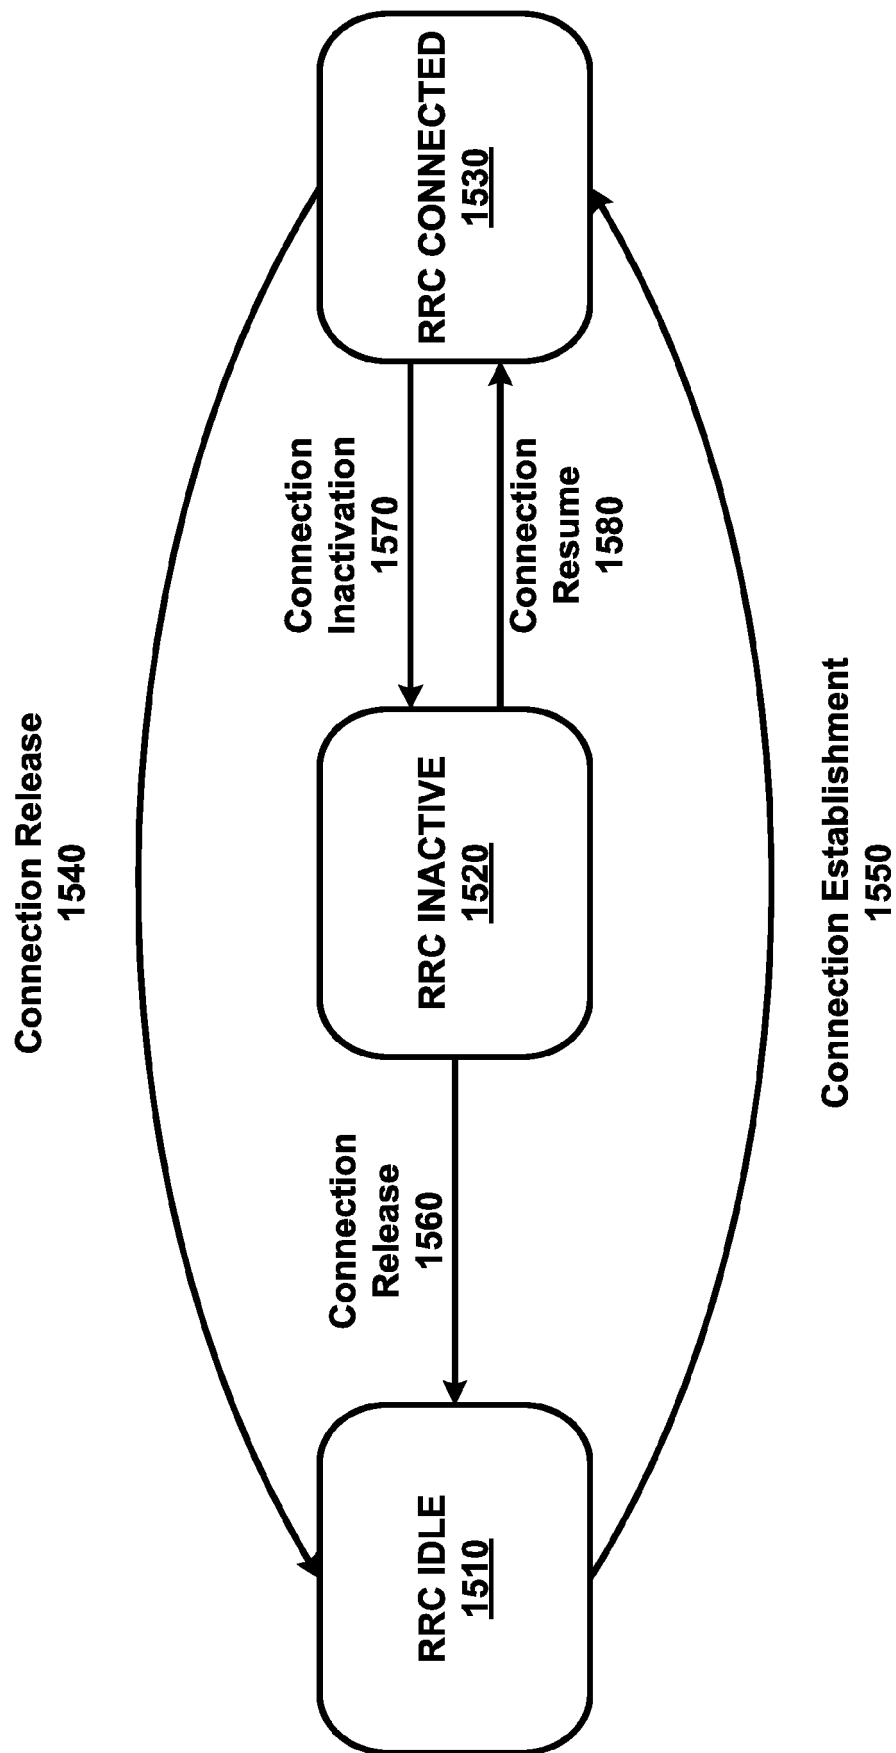 Connection Release
1540
RRC IDLE
1510
Connection
Release
1560
RRC INACTIVE
1520
Connection
Inactivation
1570
Connection
Resume
1580
RRC CONNECTED
1530
Connection Establishment
1550